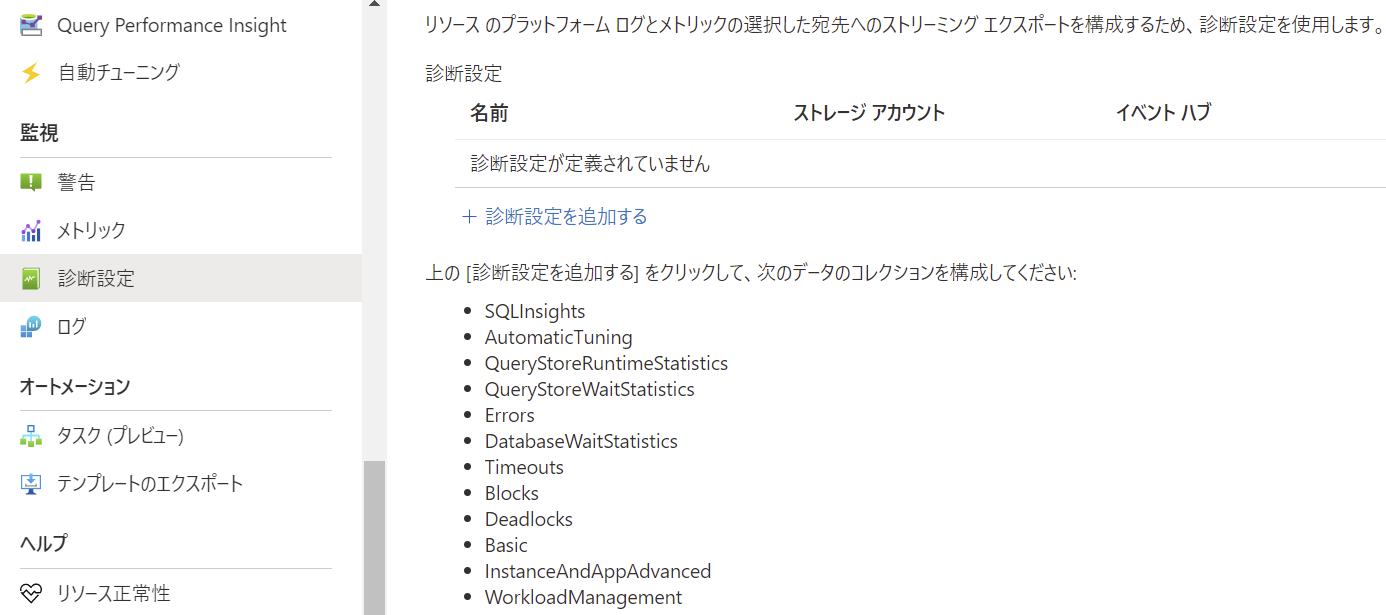 Query Performance Insight
自動チューニング
監視
警告
メトリック
診断設定
ログ
オートメーション
タスク (プレビュー)
テンプレートのエクスポート
ヘルプ
リソース正常性
リソース のプラットフォーム ログとメトリックの選択した宛先へのストリーミング エクスポートを構成するため、診断設定を使用します。
診断設定
名前 ストレージ アカウント イベント ハブ
診断設定が定義されていません
+ 診断設定を追加する
上の [診断設定を追加する] をクリックして、次のデータのコレクションを構成してください:
• SQLInsights
• AutomaticTuning
• QueryStoreRuntimeStatistics
• QueryStoreWaitStatistics
• Errors
• DatabaseWaitStatistics
• Timeouts
• Blocks
• Deadlocks
• Basic
• InstanceAndAppAdvanced
• WorkloadManagement